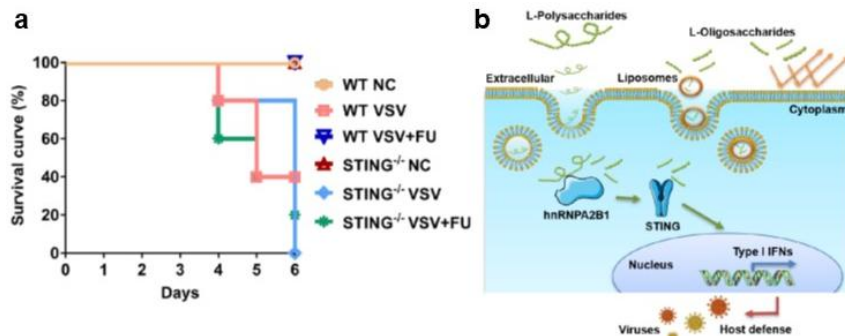 a
Survival curve (%)
100
80
60
40
20
0
0 1 2 3 4 5 6
Days
WT NC
WT VSV
WT VSV+FU
STING-/- NC
STING-/- VSV
STING-/- VSV+FU
b
L-Polysaccharides
L-Oligosaccharides
Extracellular
Liposomes
Cytoplasm
hnRNPA2B1
STING
Nucleus
Type I IFNs
Viruses
Host defense